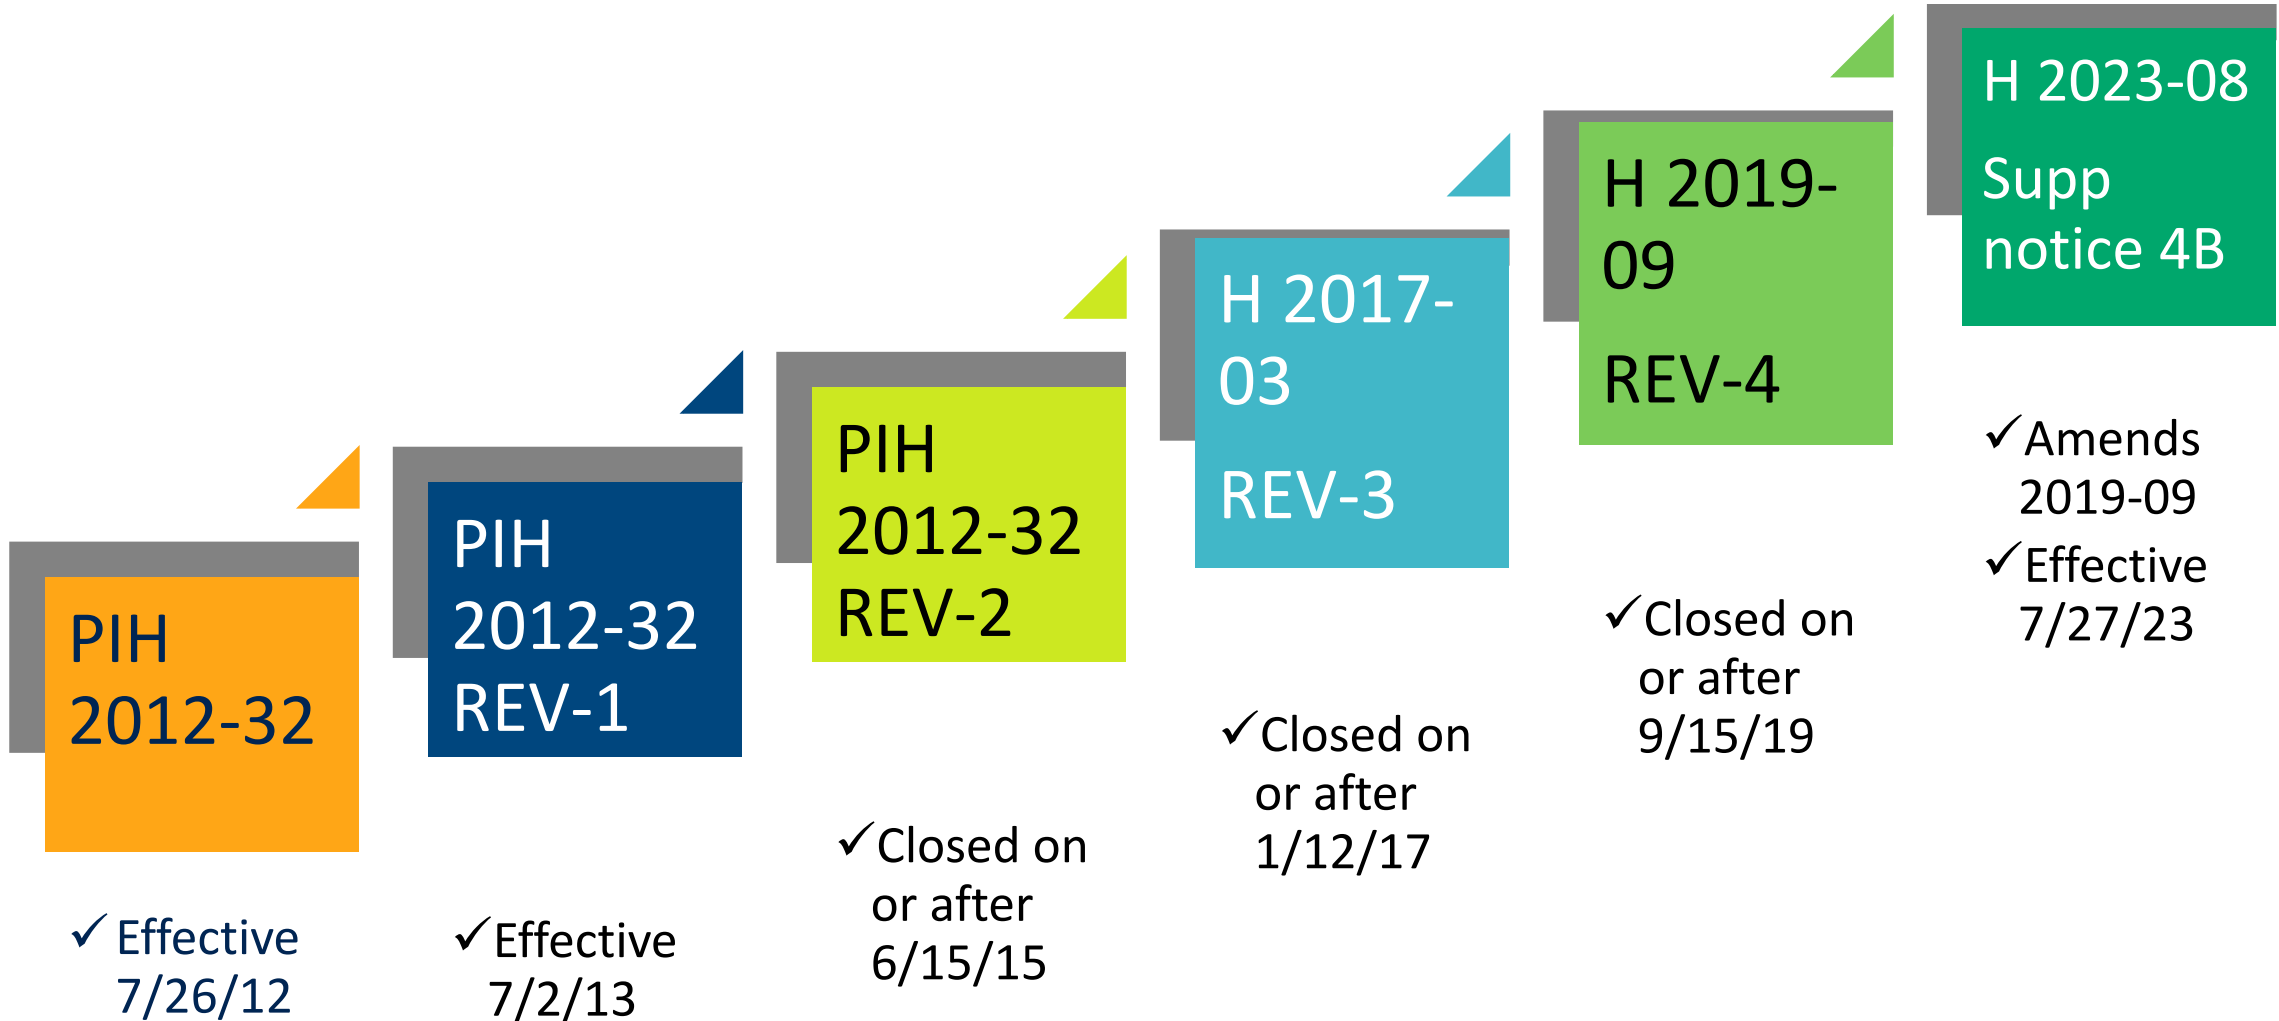 PIH
2012-32
✓ Effective
7/26/12
PIH
2012-32
REV-1
✓Effective
7/2/13
PIH
2012-32
REV-2
✓Closed on
or after
6/15/15
H 2017-
03
REV-3
✓Closed on
or after
1/12/17
H 2019-
09
REV-4
✓Closed on
or after
9/15/19
H 2023-08
Supp
notice 4B
✓Amends
2019-09
✓Effective
7/27/23